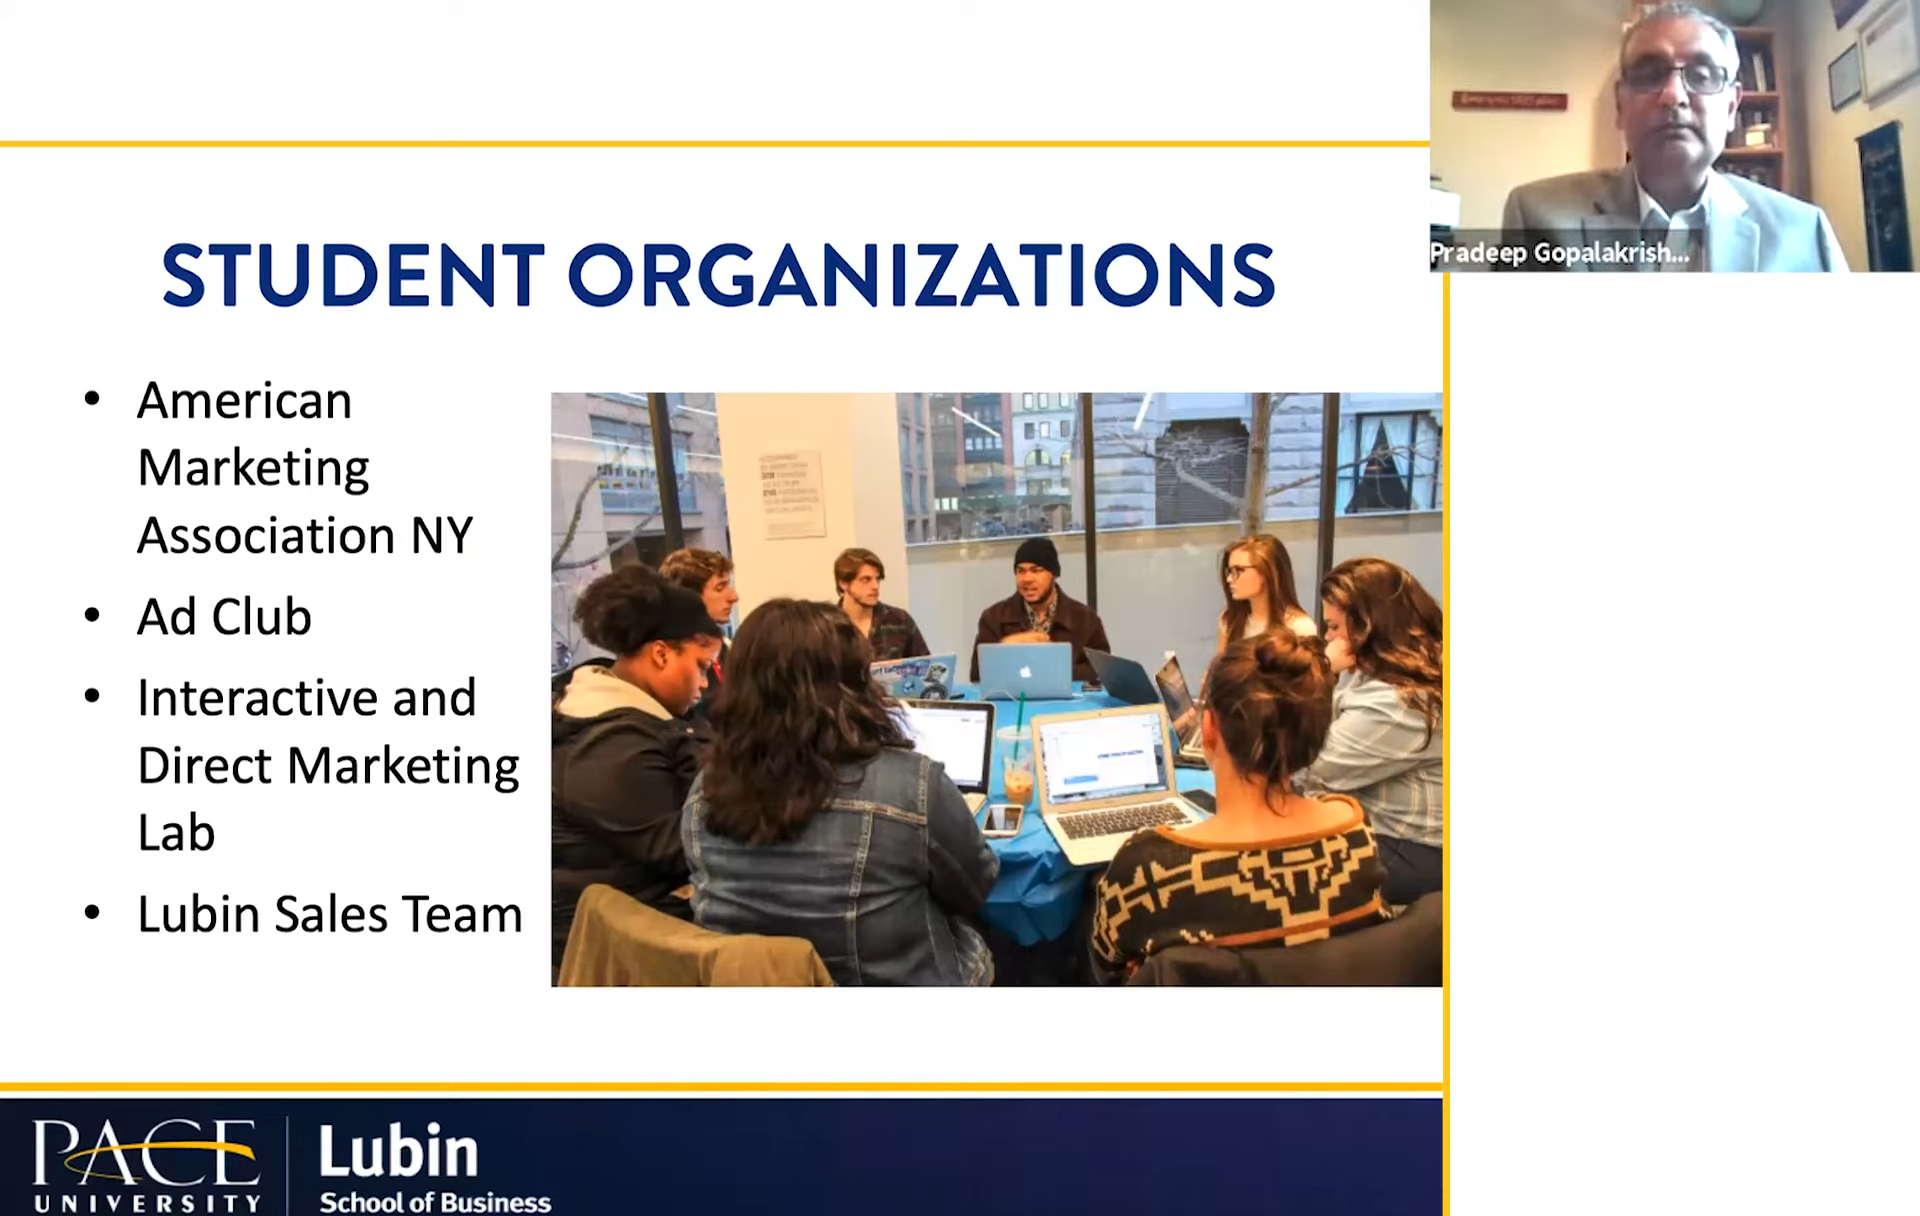 STUDENT ORGANIZATIONS
• American
Marketing
Association NY
• Ad Club
• Interactive and
Direct Marketing
Lab
• Lubin Sales Team
Pradeep Gopalakrish...
PACE
UNIVERSITY
Lubin
School of Business